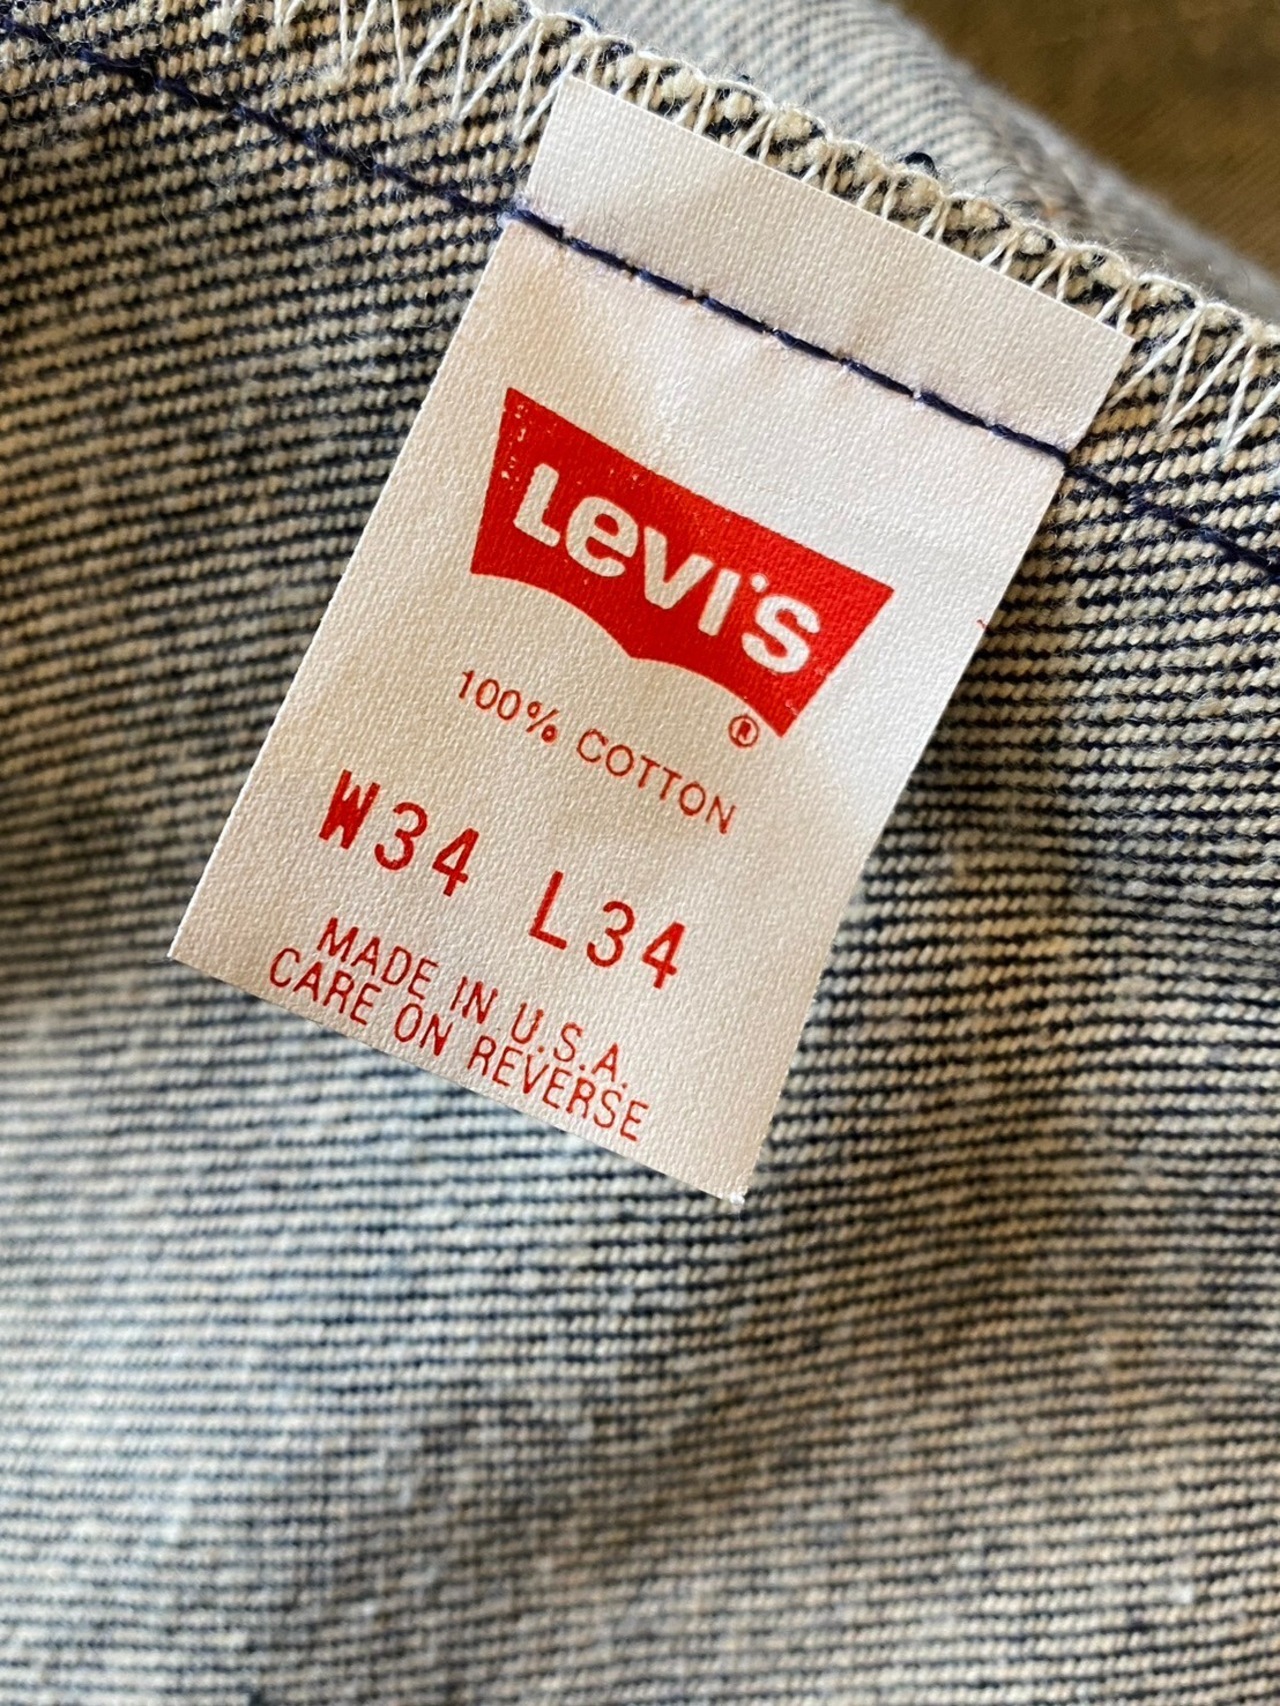 Levi's
®
100% COTTON
W34 L34
MADE IN U.S.A.
CARE ON REVERSE